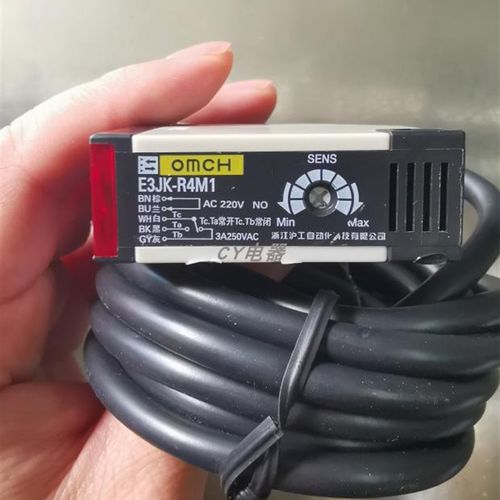 OMCH
SENS
E3JK-R4M1
BN棕
AC 220V NO
BU兰
WH白 Tc
Tc.Ta常开Tc.Tb常闭
Min Max
BK黑 Ta
GY灰 Tb
3A250VAC
浙江沪工自动化科技有限公司
CY电器